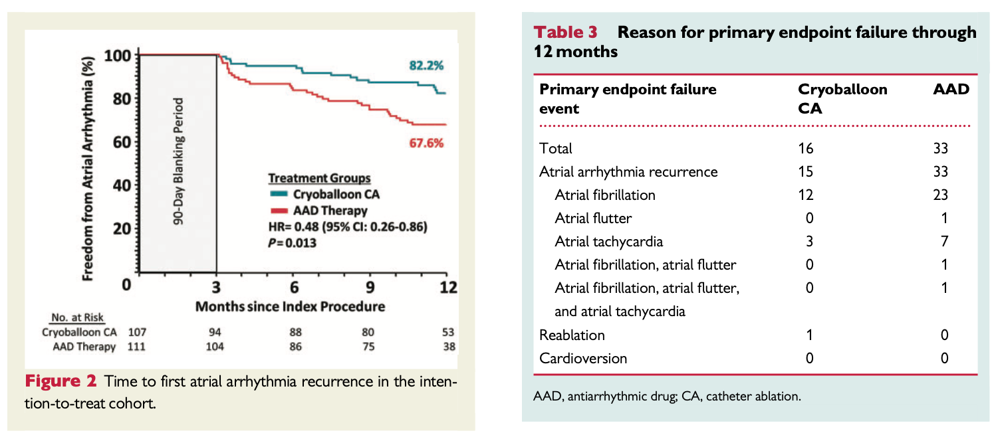 Freedom from Atrial Arrhythmia (%)
100
80
60
40
20
0
90-Day Blanking Period
82.2%
67.6%
Treatment Groups
Cryoballoon CA
AAD Therapy
HR= 0.48 (95% CI: 0.26-0.86)
P=0.013
3 6 9 12
Months since Index Procedure
No. at Risk
Cryoballoon CA 107 94 88 80 53
AAD Therapy 111 104 86 75 38
Figure 2 Time to first atrial arrhythmia recurrence in the inten-
tion-to-treat cohort.
Table 3 Reason for primary endpoint failure through
12 months
Primary endpoint failure Cryoballoon AAD
event CA
Total 16 33
Atrial arrhythmia recurrence 15 33
Atrial fibrillation 12 23
Atrial flutter 0 1
Atrial tachycardia 3 7
Atrial fibrillation, atrial flutter 0 1
Atrial fibrillation, atrial flutter, 0 1
and atrial tachycardia
Reablation 1 0
Cardioversion 0 0
AAD, antiarrhythmic drug; CA, catheter ablation.